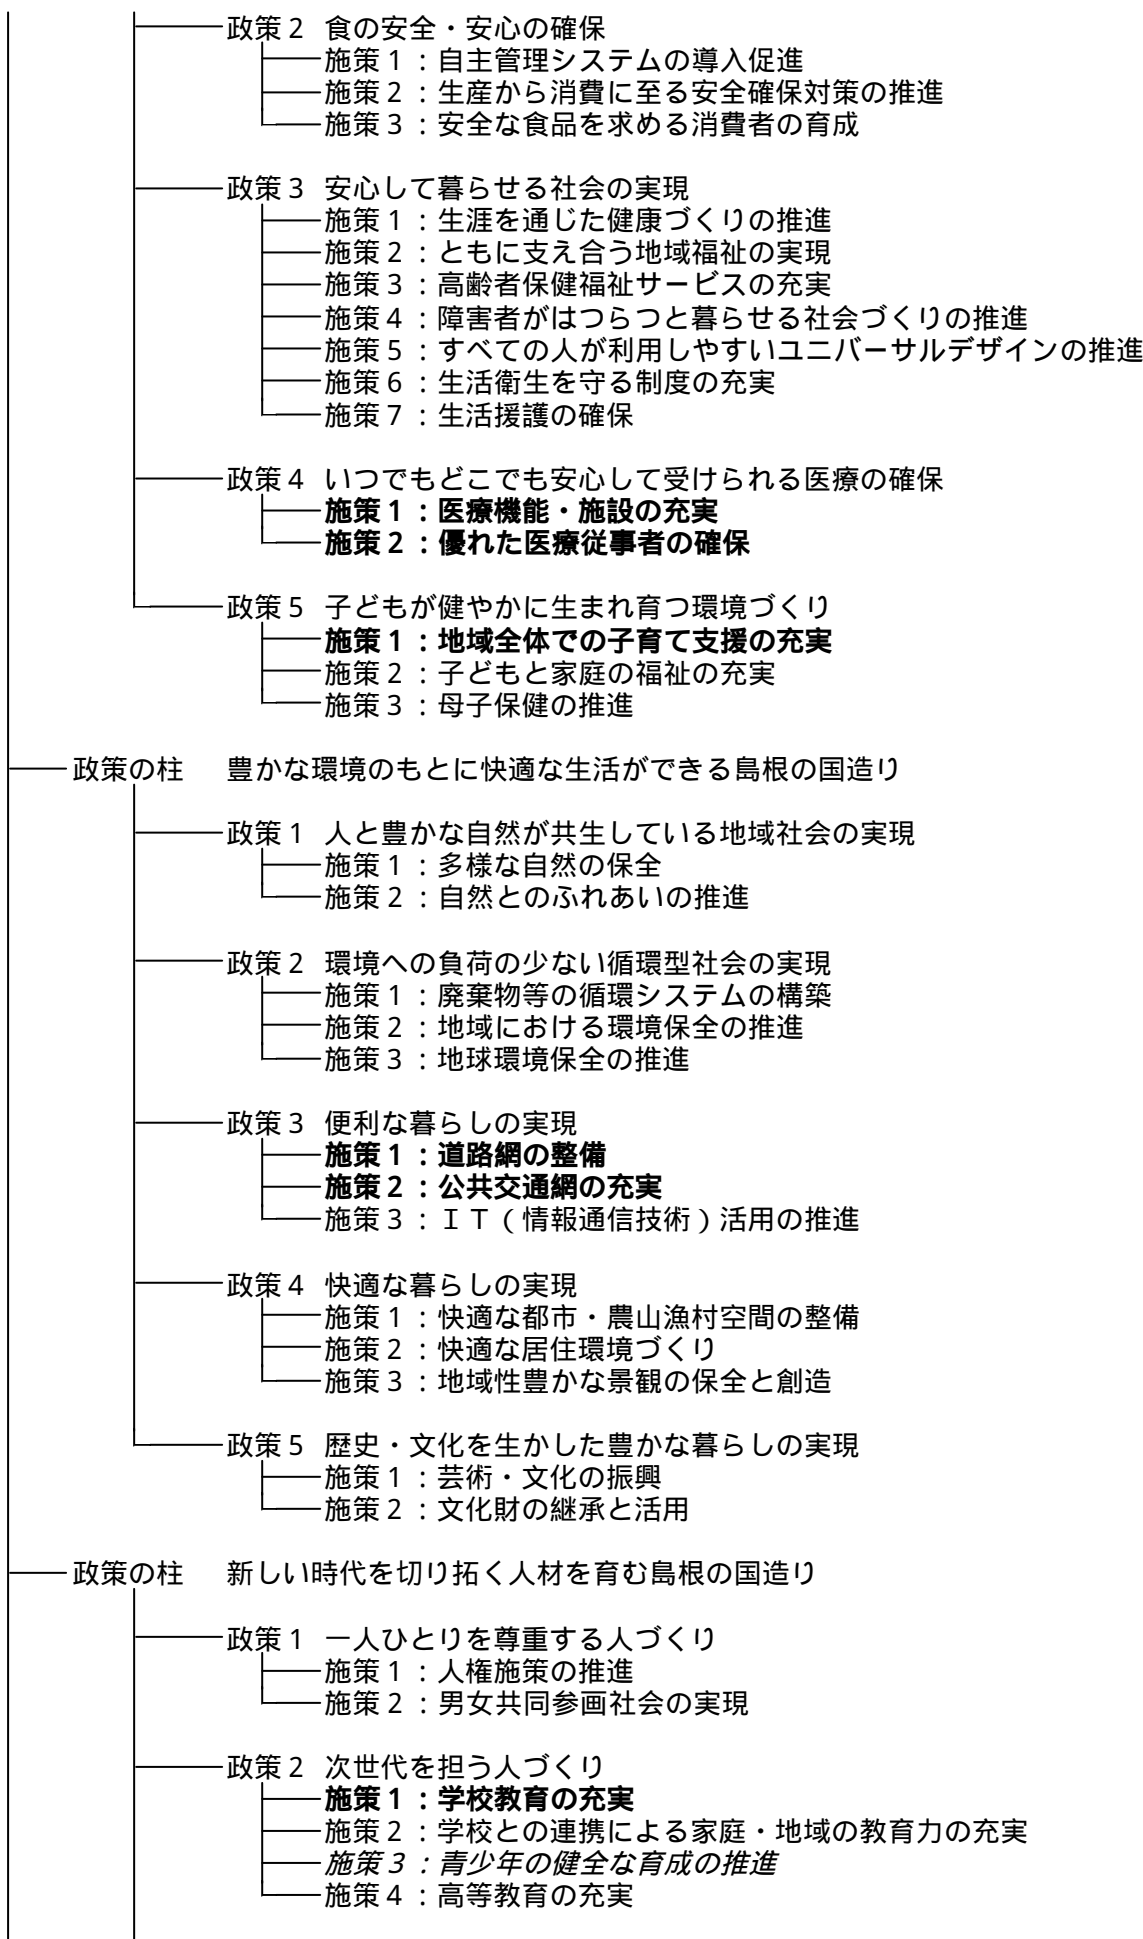 政策２ 食の安全・安心の確保
施策１：自主管理システムの導入促進
施策２：生産から消費に至る安全確保対策の推進
施策３：安全な食品を求める消費者の育成
政策３ 安心して暮らせる社会の実現
施策１：生涯を通じた健康づくりの推進
施策２：ともに支え合う地域福祉の実現
施策３：高齢者保健福祉サービスの充実
施策４：障害者がはつらつと暮らせる社会づくりの推進
施策５：すべての人が利用しやすいユニバーサルデザインの推進
施策６：生活衛生を守る制度の充実
施策７：生活援護の確保
政策４ いつでもどこでも安心して受けられる医療の確保
施策１：医療機能・施設の充実
施策２：優れた医療従事者の確保
政策５ 子どもが健やかに生まれ育つ環境づくり
施策１：地域全体での子育て支援の充実
施策２：子どもと家庭の福祉の充実
施策３：母子保健の推進
政策の柱 豊かな環境のもとに快適な生活ができる島根の国造り
政策１ 人と豊かな自然が共生している地域社会の実現
施策１：多様な自然の保全
施策２：自然とのふれあいの推進
政策２ 環境への負荷の少ない循環型社会の実現
施策１：廃棄物等の循環システムの構築
施策２：地域における環境保全の推進
施策３：地球環境保全の推進
政策３ 便利な暮らしの実現
施策１：道路網の整備
施策２：公共交通網の充実
施策３：ＩＴ（情報通信技術）活用の推進
政策４ 快適な暮らしの実現
施策１：快適な都市・農山漁村空間の整備
施策２：快適な居住環境づくり
施策３：地域性豊かな景観の保全と創造
政策５ 歴史・文化を生かした豊かな暮らしの実現
施策１：芸術・文化の振興
施策２：文化財の継承と活用
政策の柱 新しい時代を切り拓く人材を育む島根の国造り
政策１ 一人ひとりを尊重する人づくり
施策１：人権施策の推進
施策２：男女共同参画社会の実現
政策２ 次世代を担う人づくり
施策１：学校教育の充実
施策２：学校との連携による家庭・地域の教育力の充実
施策３：青少年の健全な育成の推進
施策４：高等教育の充実